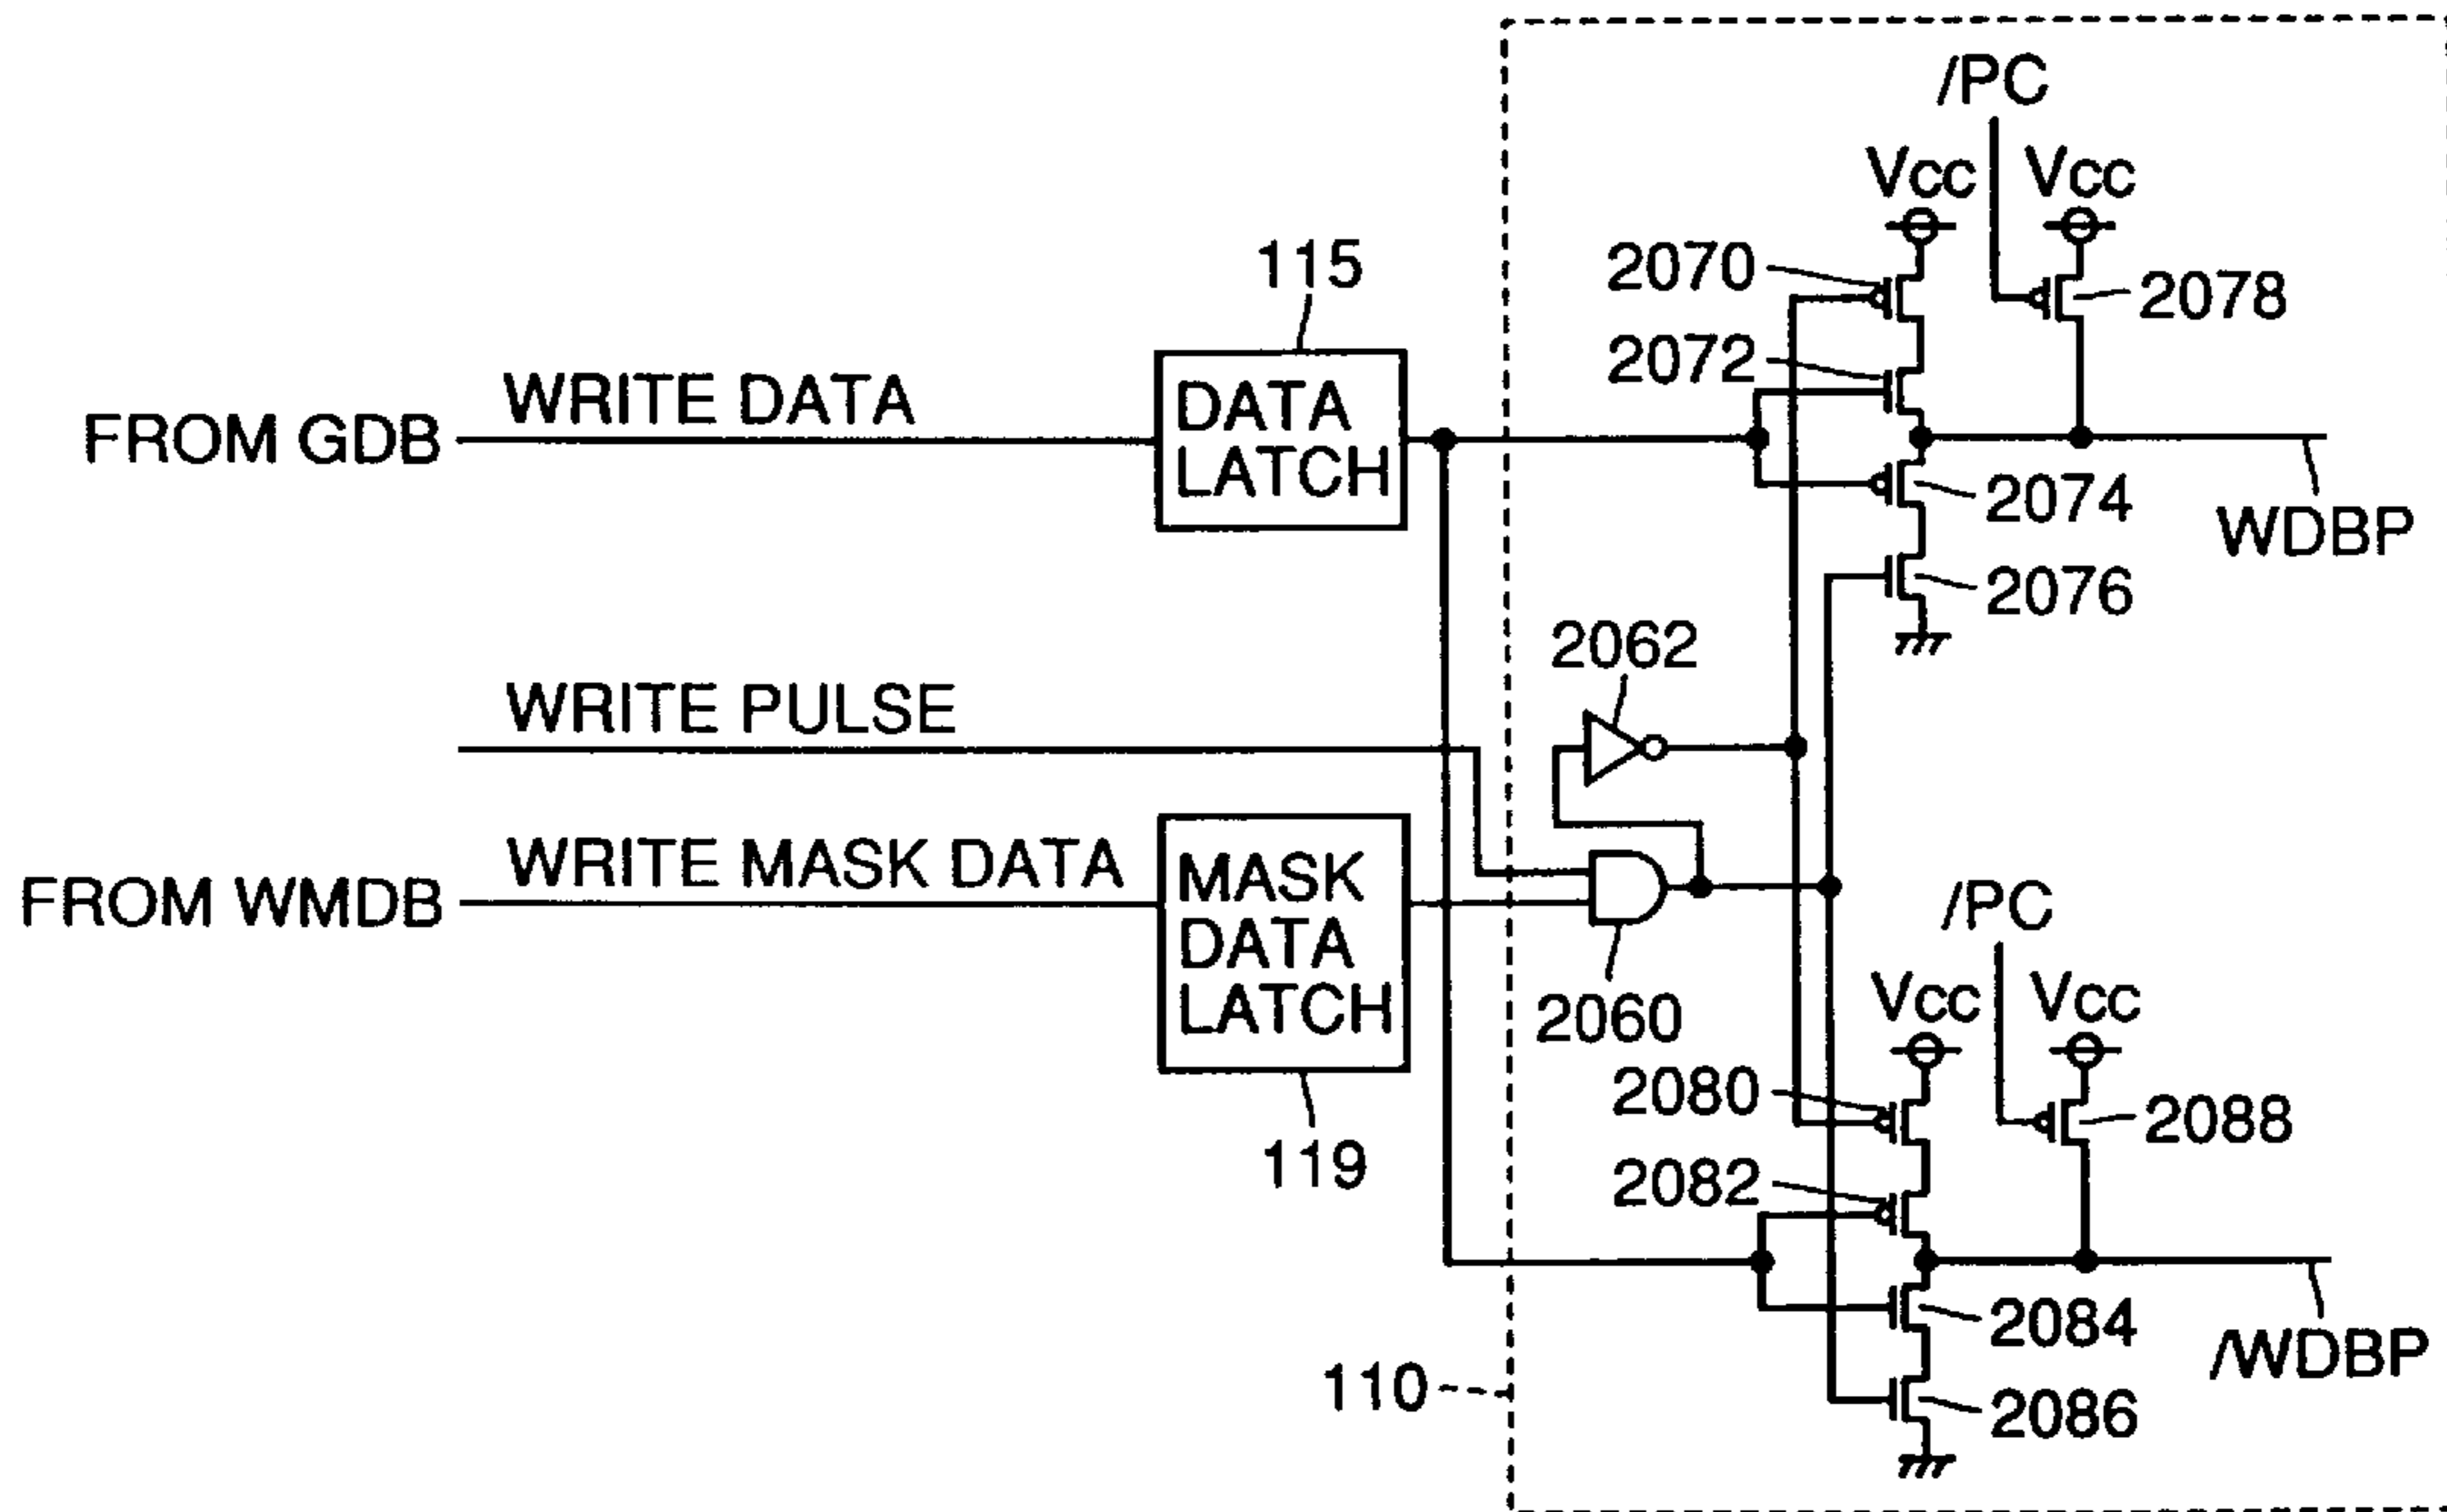 /PC
Vcc Vcc
2070
2078
115
2072
WRITE DATA
FROM GDB
DATA
LATCH
2074
WDBP
2076
2062
WRITE PULSE
WRITE MASK DATA
FROM WMDB
MASK
DATA
LATCH
/PC
2060
Vcc Vcc
2080
2088
119
2082
2084
/WDBP
110
2086